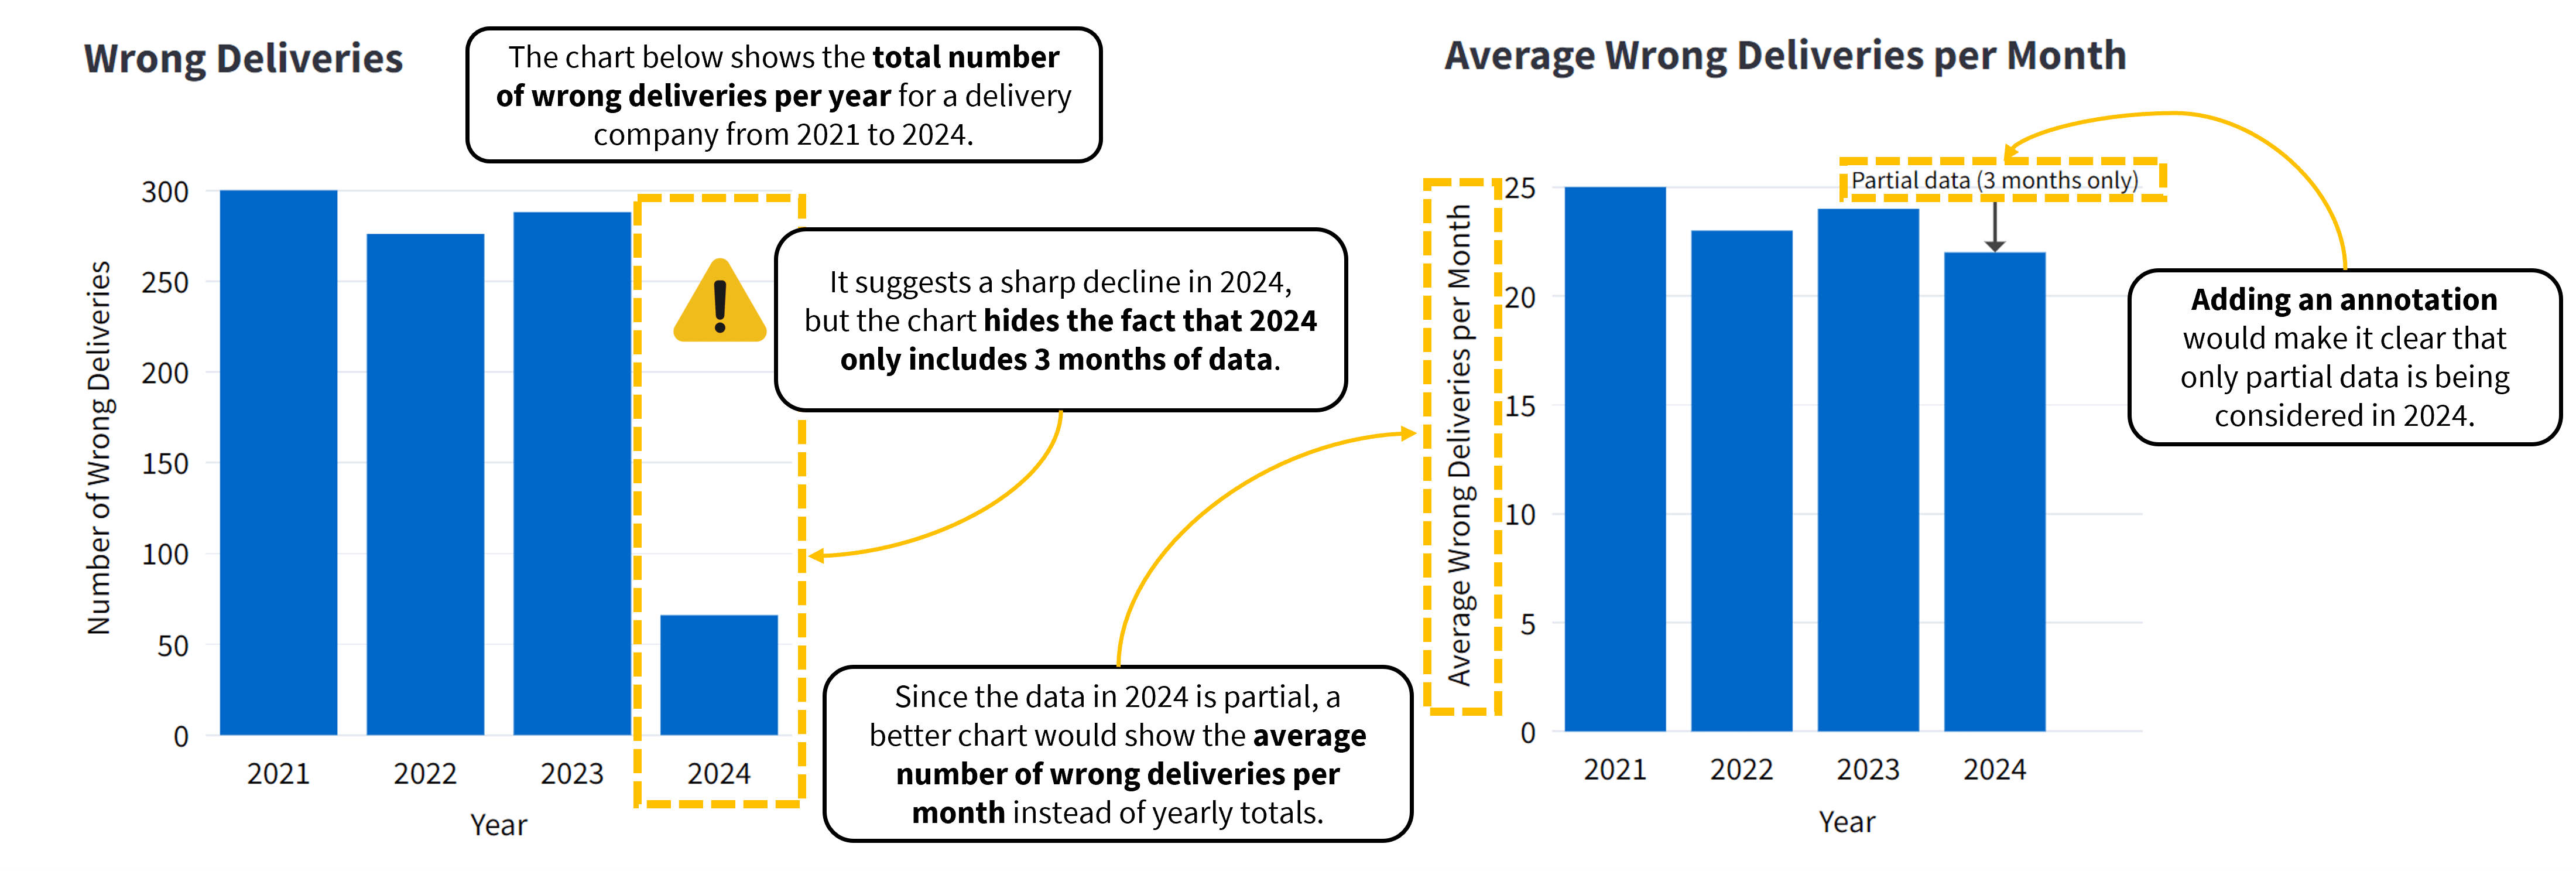 Wrong Deliveries
The chart below shows the total number
of wrong deliveries per year for a delivery
company from 2021 to 2024.
300
250
200
150
100
50
0
Number of Wrong Deliveries
2021
2022
2023
2024
Year
It suggests a sharp decline in 2024,
but the chart hides the fact that 2024
only includes 3 months of data.
Since the data in 2024 is partial, a
better chart would show the average
number of wrong deliveries per
month instead of yearly totals.
Average Wrong Deliveries per Month
Partial data (3 months only)
25
20
15
10
5
0
Average Wrong Deliveries per Month
2021
2022
2023
2024
Year
Adding an annotation
would make it clear that
only partial data is being
considered in 2024.